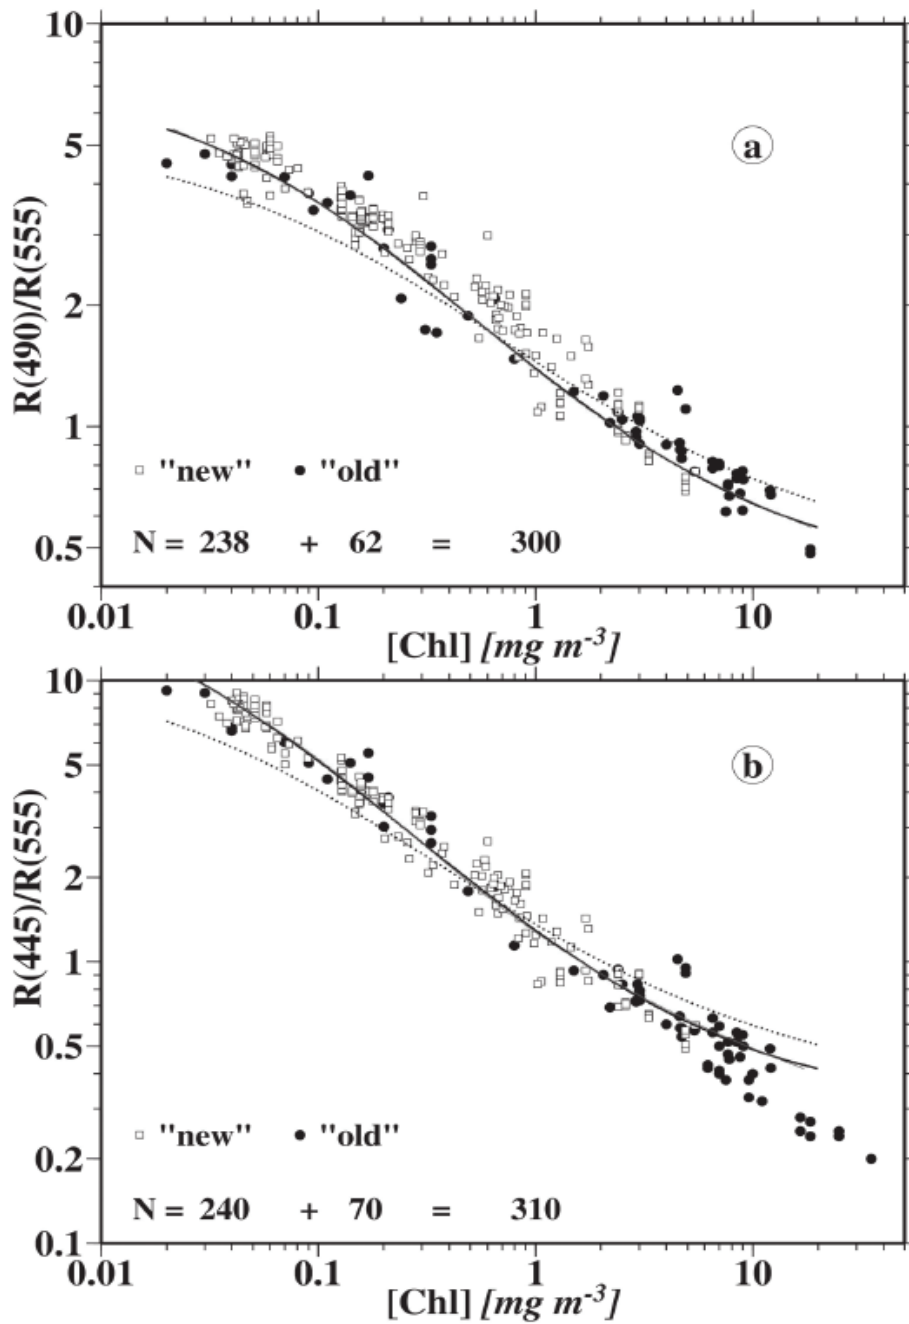 10
a
5
R(490)/R(555)
2
1
"new" "old"
N = 238 + 62 = 300
0.5
0.01 0.1 1 10
[Chl] [mg m-3]
10
b
5
R(445)/R(555)
2
1
0.5
"new" "old"
0.2
N = 240 + 70 = 310
0.1
0.01 0.1 1 10
[Chl] [mg m-3]